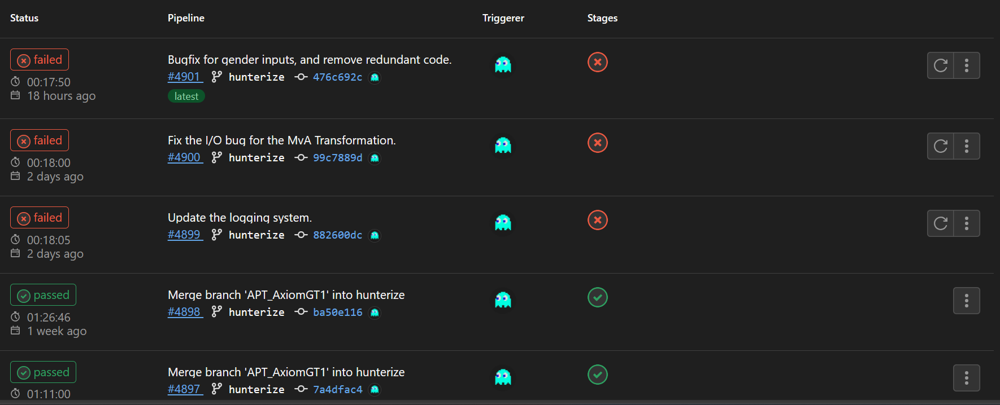 Status Pipeline Triggerer Stages
failed
00:17:50
18 hours ago
Bugfix for gender inputs, and remove redundant code.
#4901 hunterize 476c692c
latest
failed
00:18:00
2 days ago
Fix the I/O bug for the MvA Transformation.
#4900 hunterize 99c7889d
failed
00:18:05
2 days ago
Update the logging system.
#4899 hunterize 882600dc
passed
01:26:46
1 week ago
Merge branch 'APT_AxiomGT1' into hunterize
#4898 hunterize ba50e116
passed
01:11:00
Merge branch 'APT_AxiomGT1' into hunterize
#4897 hunterize 7a4dfac4